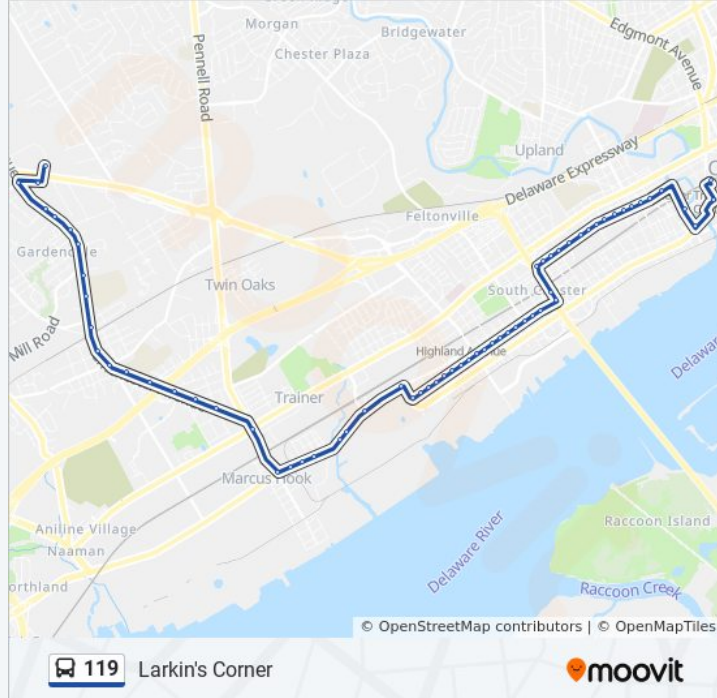 Morgan
Bridgewater
Edgmont Avenue
Chester Plaza
Pennell Road
Upland
Delaware Expressway
Feltonville
Gardendale
Twin Oaks
South Chester
Mill Road
Highland Avenue
Delaware
Trainer
Marcus Hook
Aniline Village
Naaman
Delaware River
Raccoon Island
Raccoon Creek
orthland
© OpenStreetMap contributors | © OpenMapTiles
119 Larkin's Corner
moovit